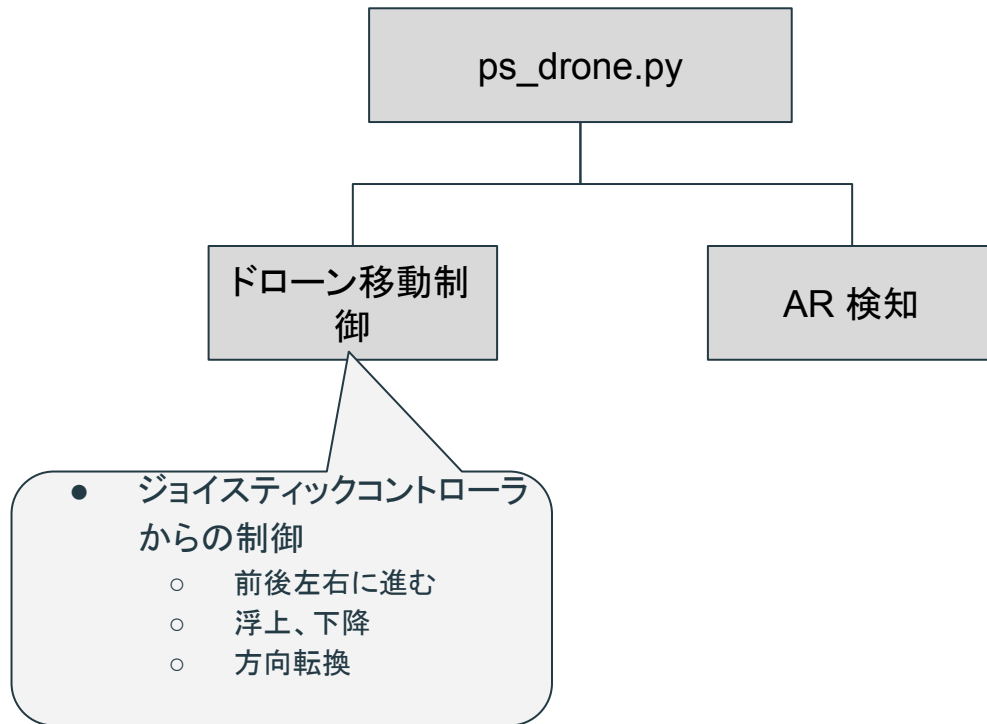 ps_drone.py
ドローン移動制
御
AR 検知
● ジョイスティックコントローラ
からの制御
○ 前後左右に進む
○ 浮上、下降
○ 方向転換